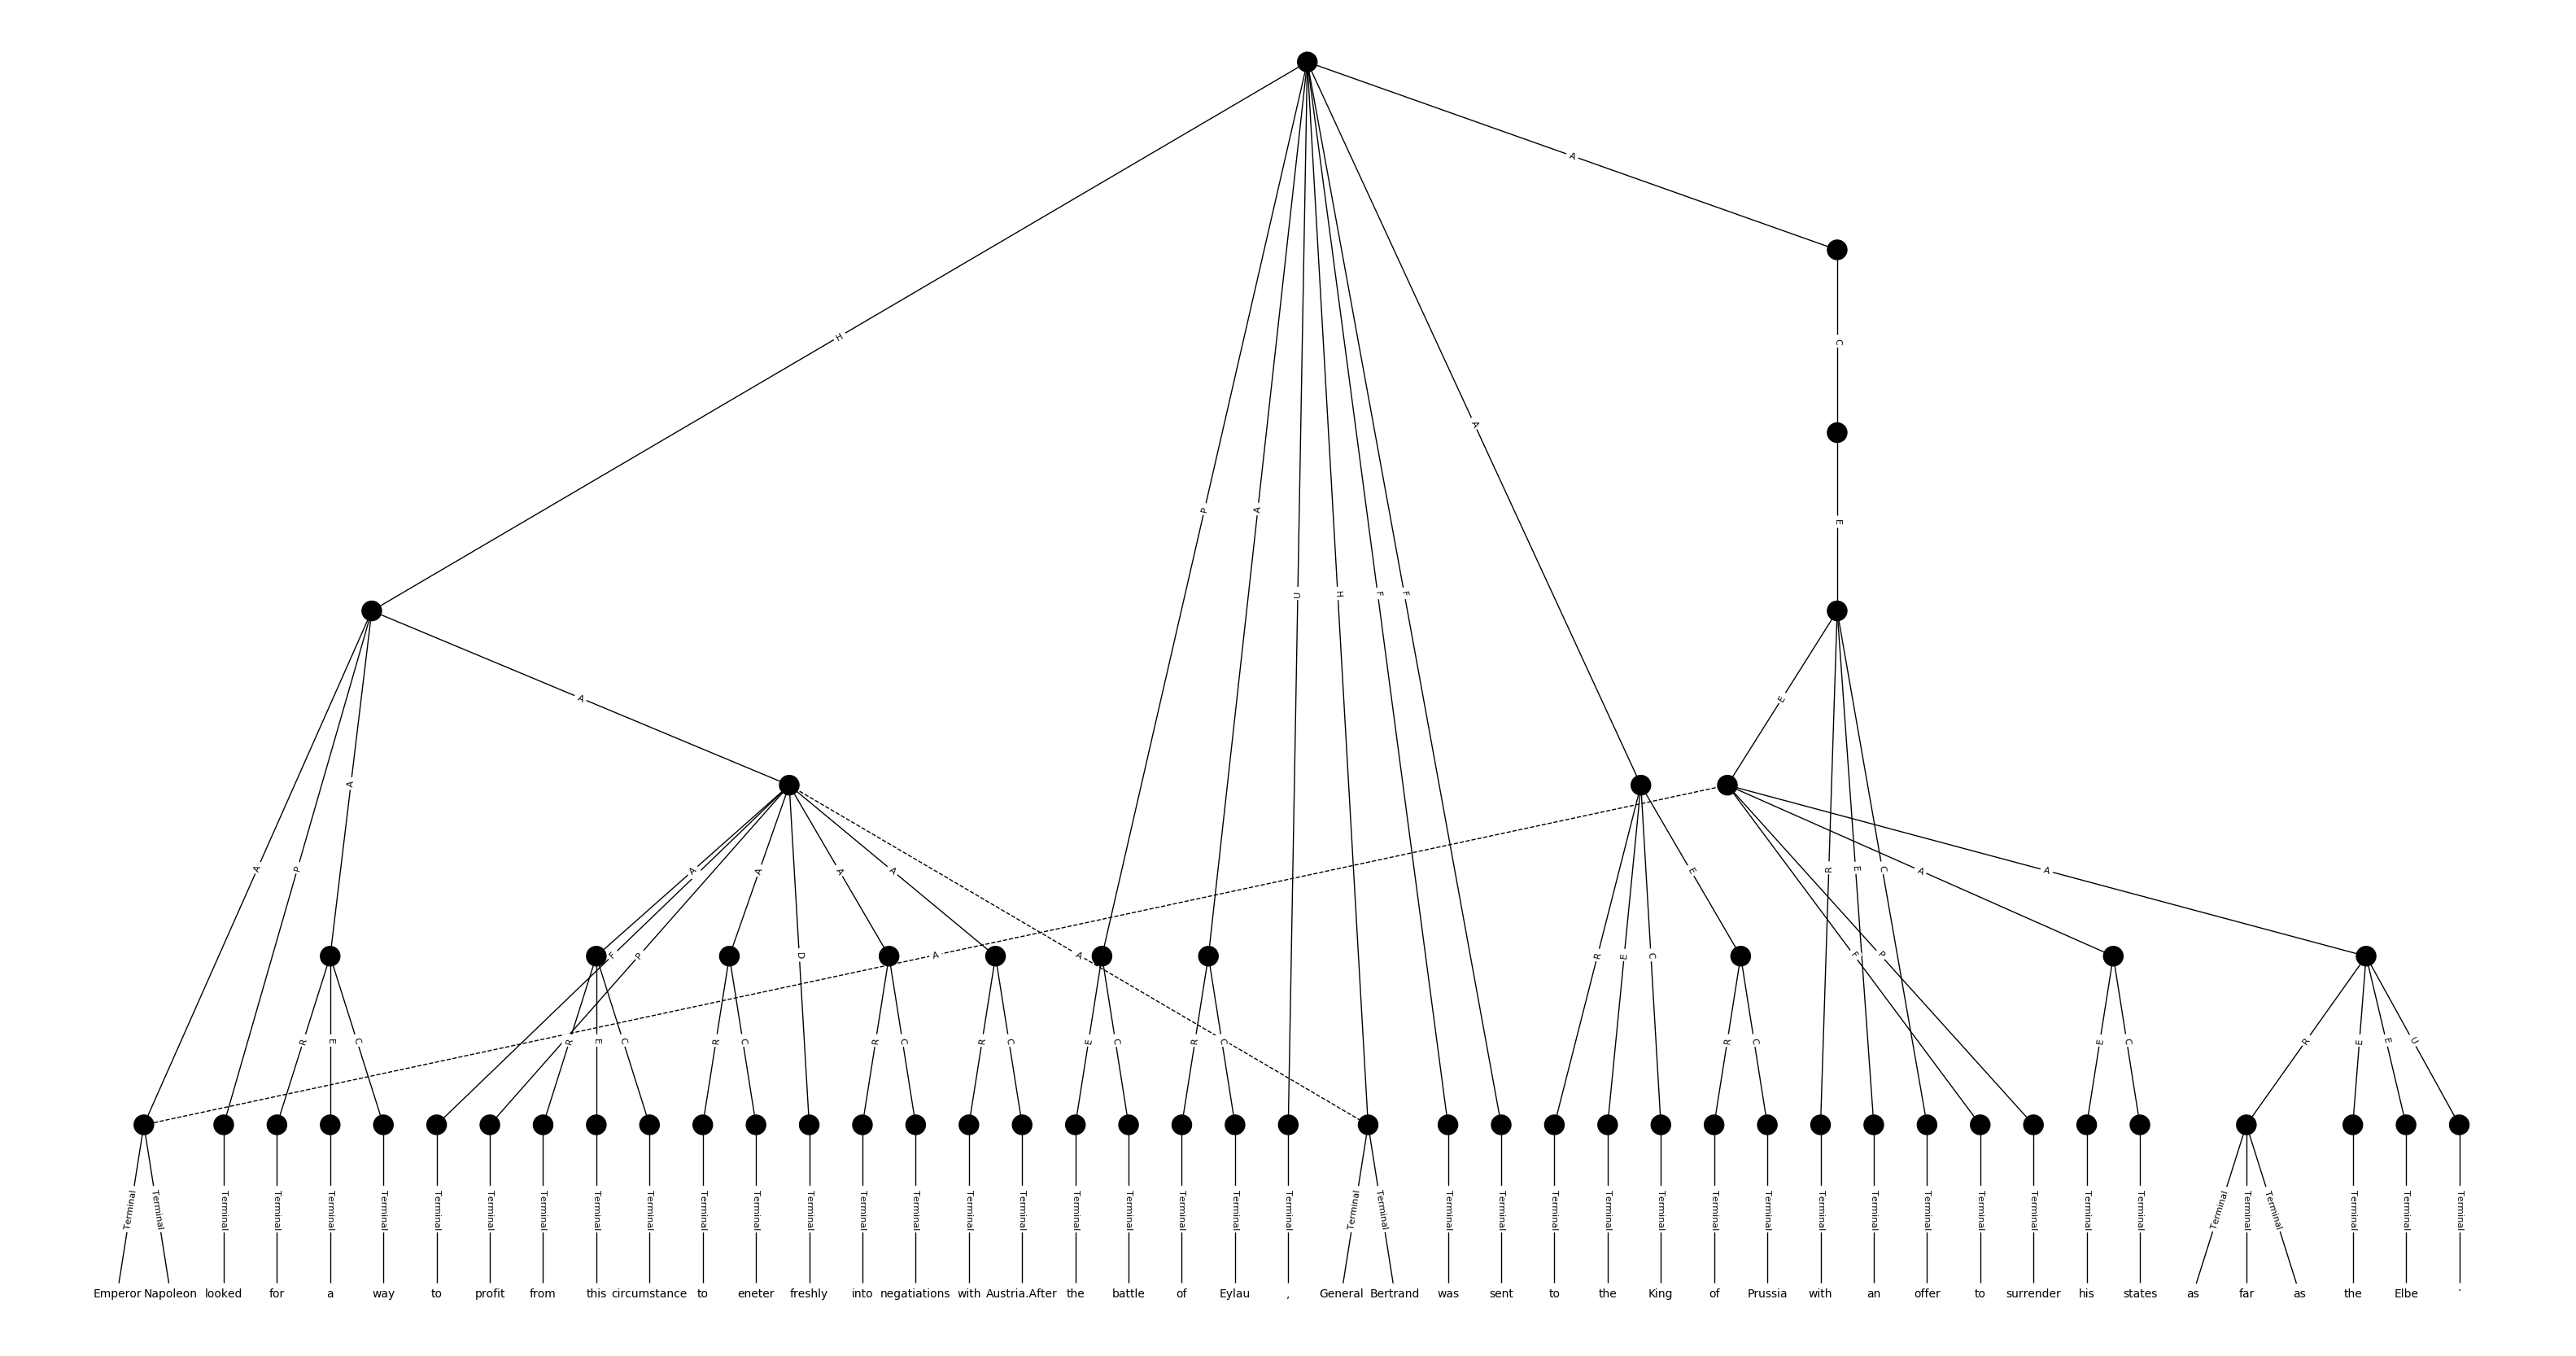 H
A
C
E
P
A
U
H
F
F
A
A
P
A
A
E
A
F
P
A
D
A
A
A
R
E
C
E
R
E
C
F
P
A
A
A
R
E
C
R
E
C
R
C
R
C
R
C
E
C
R
C
R
C
E
C
R
E
E
U
Terminal Terminal Terminal Terminal Terminal Terminal Terminal Terminal Terminal Terminal Terminal Terminal Terminal Terminal Terminal Terminal Terminal Terminal Terminal Terminal Terminal Terminal Terminal Terminal Terminal Terminal Terminal Terminal Terminal Terminal Terminal Terminal Terminal Terminal Terminal Terminal Terminal Terminal Terminal Terminal Terminal Terminal Terminal Terminal
Emperor Napoleon looked for a way to profit from this circumstance to eneter freshly into negatiations with Austria.After the battle of Eylau , General Bertrand was sent to the King of Prussia with an offer to surrender his states as far as the Elbe .